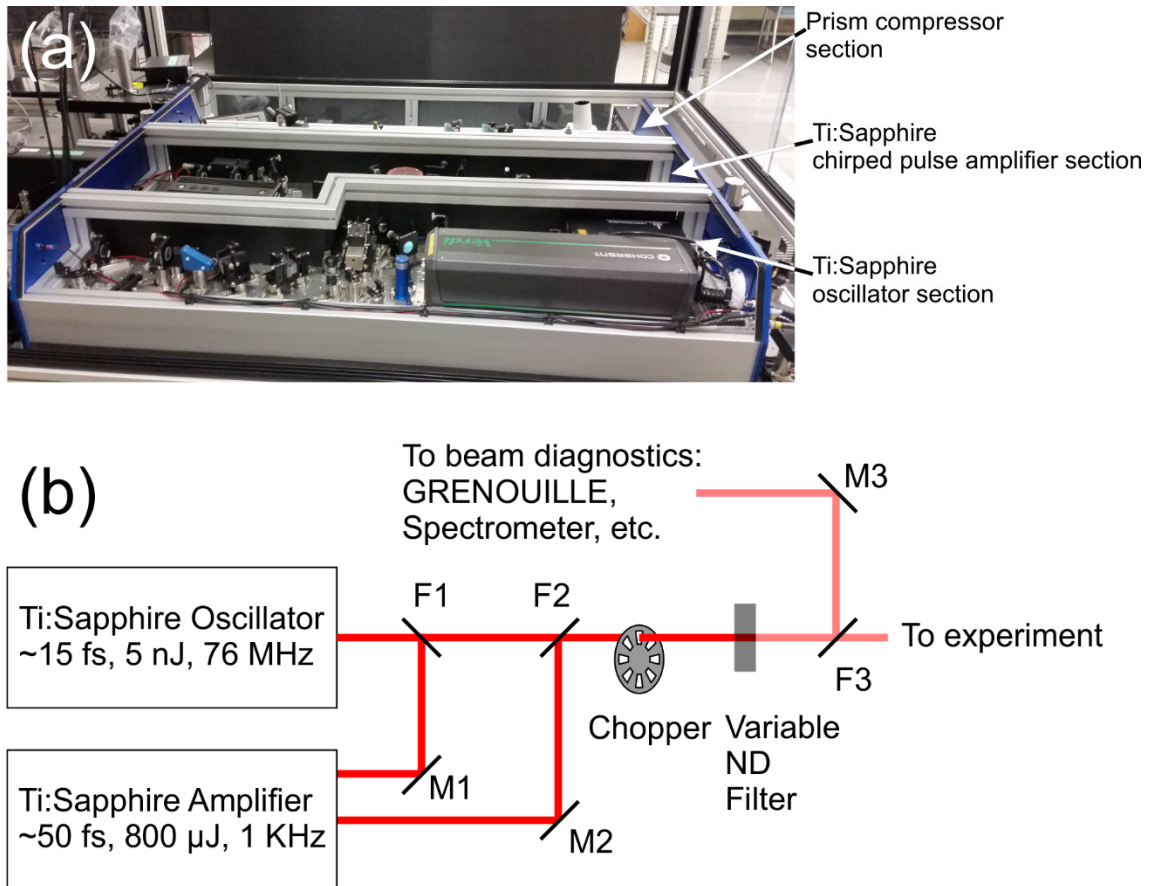 (a)
Prism compressor
section
Ti:Sapphire
chirped pulse amplifier section
Ti:Sapphire
oscillator section
Verdi
COHERENT
(b)
To beam diagnostics:
GRENOUILLE,
Spectrometer, etc.
M3
Ti:Sapphire Oscillator
~15 fs, 5 nJ, 76 MHz
F1
F2
To experiment
F3
Chopper
Variable
ND
Filter
Ti:Sapphire Amplifier
~50 fs, 800 µJ, 1 KHz
M1
M2